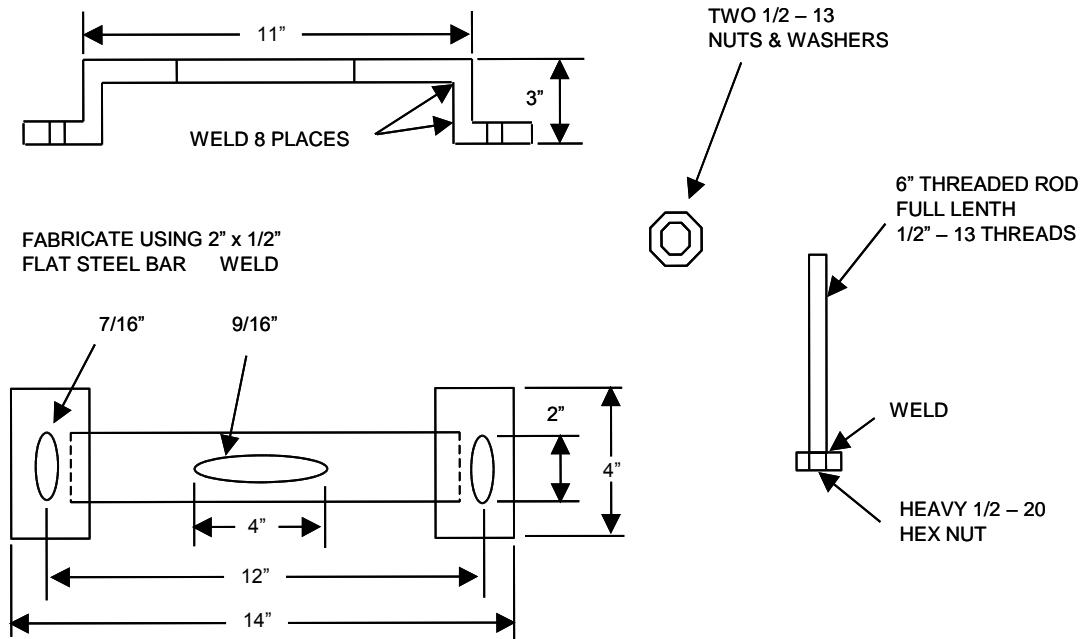 11”
3”
WELD 8 PLACES
TWO 1/2 – 13
NUTS & WASHERS
6” THREADED ROD
FULL LENTH
1/2” – 13 THREADS
FABRICATE USING 2” x 1/2”
FLAT STEEL BAR WELD
7/16”
9/16”
2”
4”
4”
12”
14”
WELD
HEAVY 1/2 – 20
HEX NUT